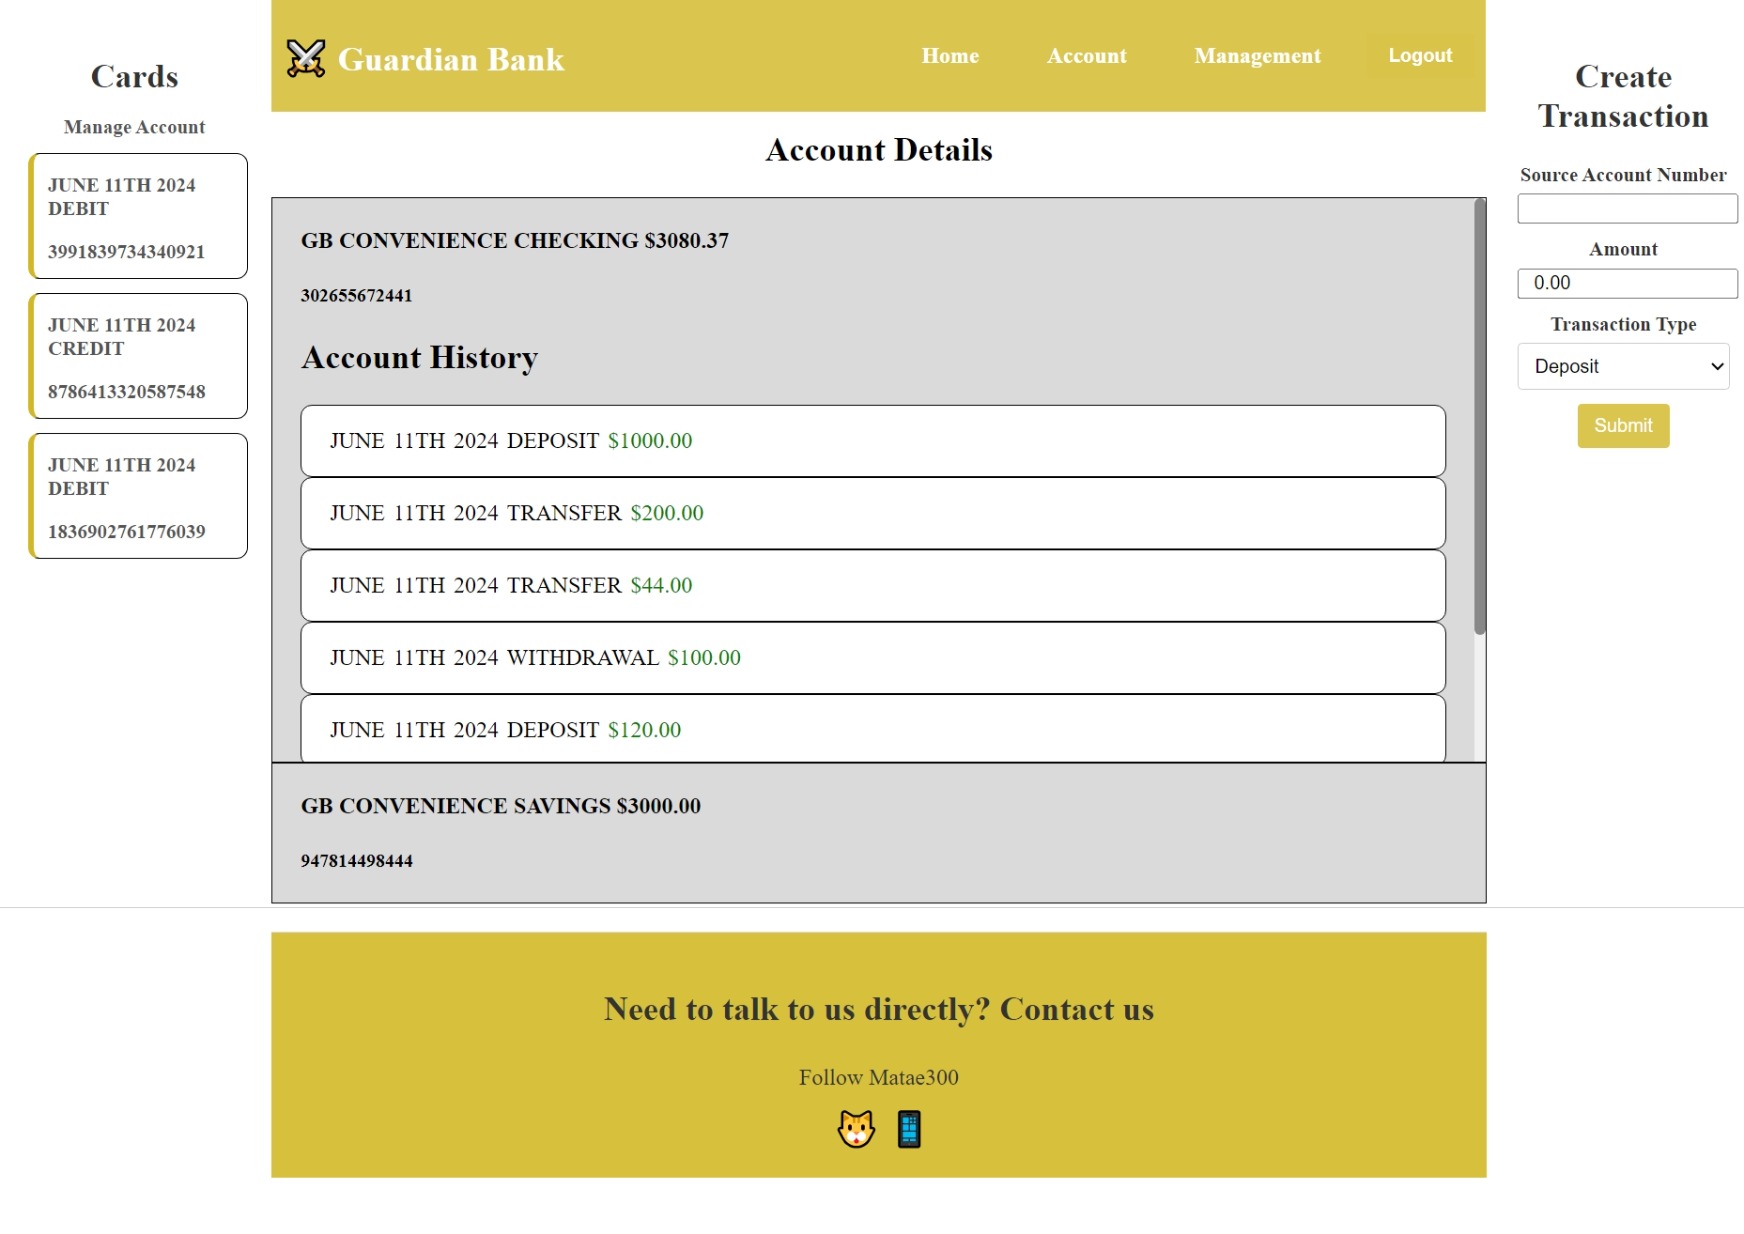 Cards
Manage Account
JUNE 11TH 2024
DEBIT
3991839734340921
JUNE 11TH 2024
CREDIT
8786413320587548
JUNE 11TH 2024
DEBIT
1836902761776039
Guardian Bank
Home
Account
Management
Logout
Account Details
GB CONVENIENCE CHECKING $3080.37
302655672441
Account History
JUNE 11TH 2024 DEPOSIT $1000.00
JUNE 11TH 2024 TRANSFER $200.00
JUNE 11TH 2024 TRANSFER $44.00
JUNE 11TH 2024 WITHDRAWAL $100.00
JUNE 11TH 2024 DEPOSIT $120.00
GB CONVENIENCE SAVINGS $3000.00
947814498444
Create
Transaction
Source Account Number
Amount
0.00
Transaction Type
Deposit
Submit
Need to talk to us directly? Contact us
Follow Matae300